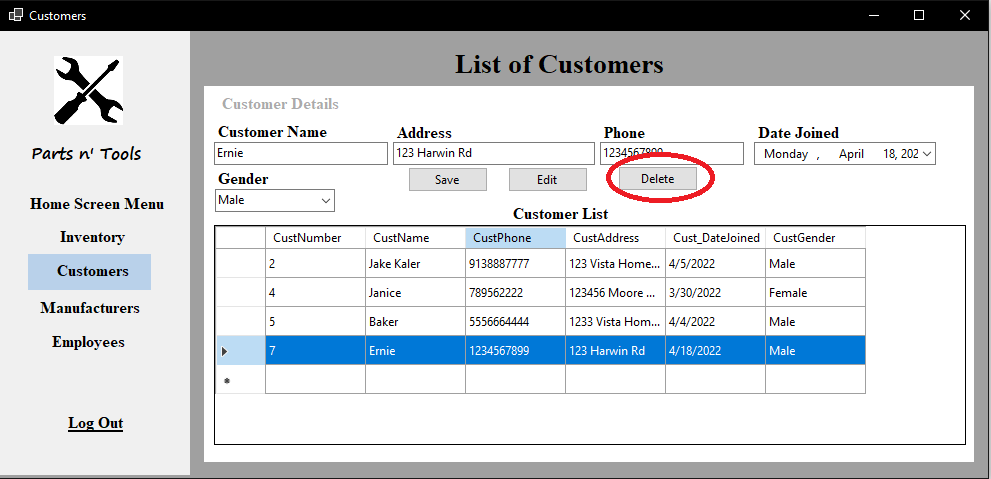 Customers
List of Customers
Parts n' Tools
Home Screen Menu
Inventory
Customers
Manufacturers
Employees
Log Out
Customer Details
Customer Name Address Phone Date Joined
Ernie 123 Harwin Rd 1234567899 Monday , April 18, 202
Gender Save Edit Delete
Male
Customer List
CustNumber CustName CustPhone CustAddress Cust_DateJoined CustGender
2 Jake Kaler 9138887777 123 Vista Home... 4/5/2022 Male
4 Janice 789562222 123456 Moore ... 3/30/2022 Female
5 Baker 5556664444 1233 Vista Hom... 4/4/2022 Male
7 Ernie 1234567899 123 Harwin Rd 4/18/2022 Male